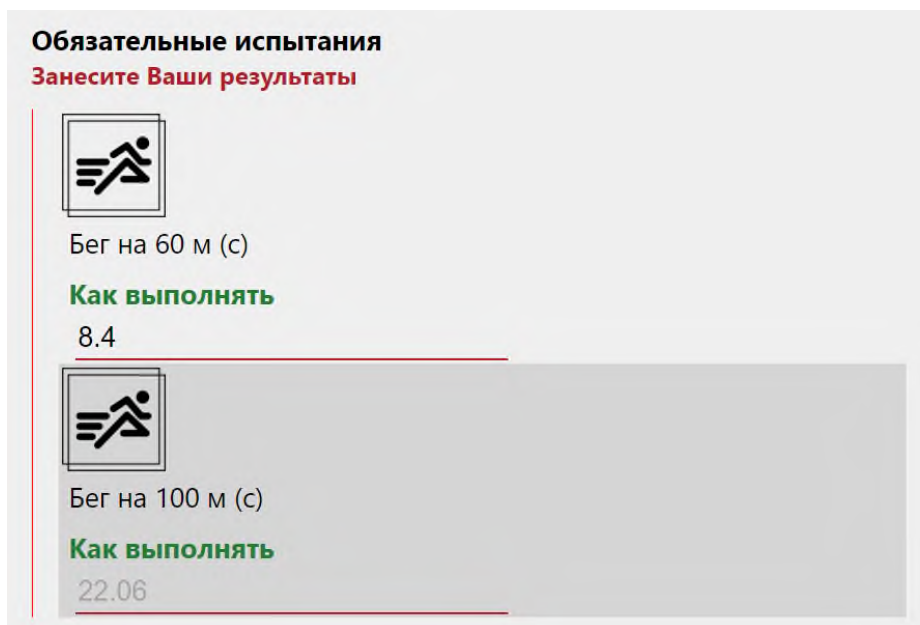 Обязательные испытания
Занесите Ваши результаты
Бег на 60 м (с)
Как выполнять
8.4
Бег на 100 м (с)
Как выполнять
22.06